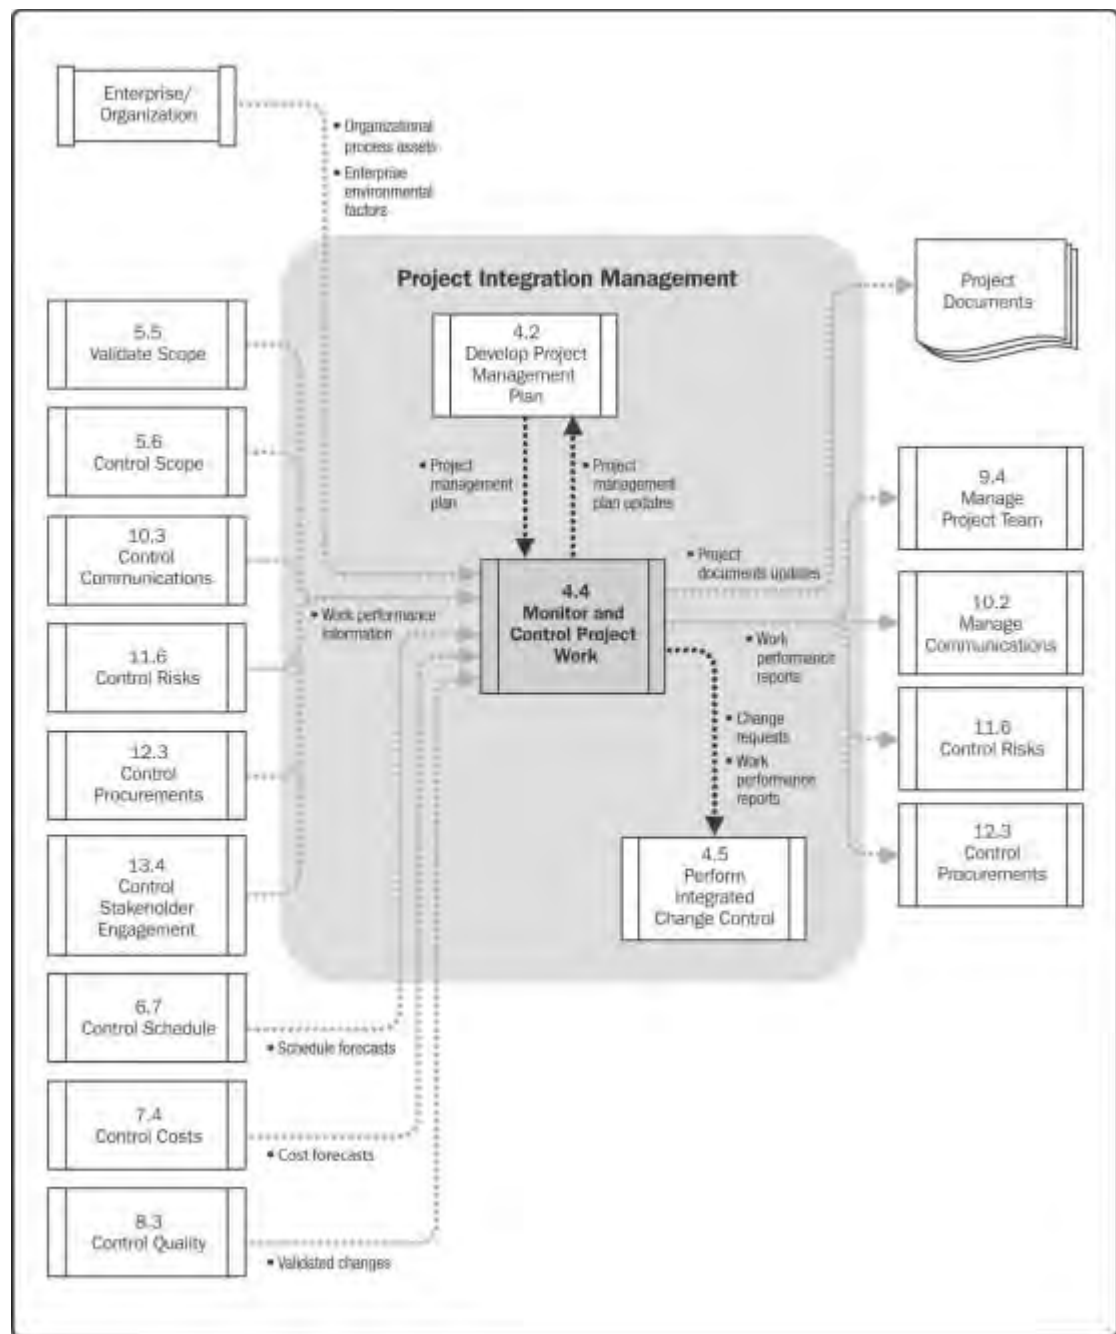 Enterprise/
Organization
• Organizational
process assets
• Enterprise
environmental
factors
Project Integration Management
Project
Documents
5.5
Validate Scope
4.2
Develop Project
Management
Plan
5.6
Control Scope
• Project
management
plan
• Project
management
plan updates
9.4
Manage
Project Team
10.3
Control
Communications
• Project
documents updates
4.4
Monitor and
Control Project
Work
• Work performance
information
10.2
Manage
Communications
11.6
Control Risks
• Work
performance
reports
• Change
requests
• Work
performance
reports
11.6
Control Risks
12.3
Control
Procurements
12.3
Control
Procurements
13.4
Control
Stakeholder
Engagement
4.5
Perform
Integrated
Change Control
6.7
Control Schedule
• Schedule forecasts
7.4
Control Costs
• Cost forecasts
8.3
Control Quality
• Validated changes